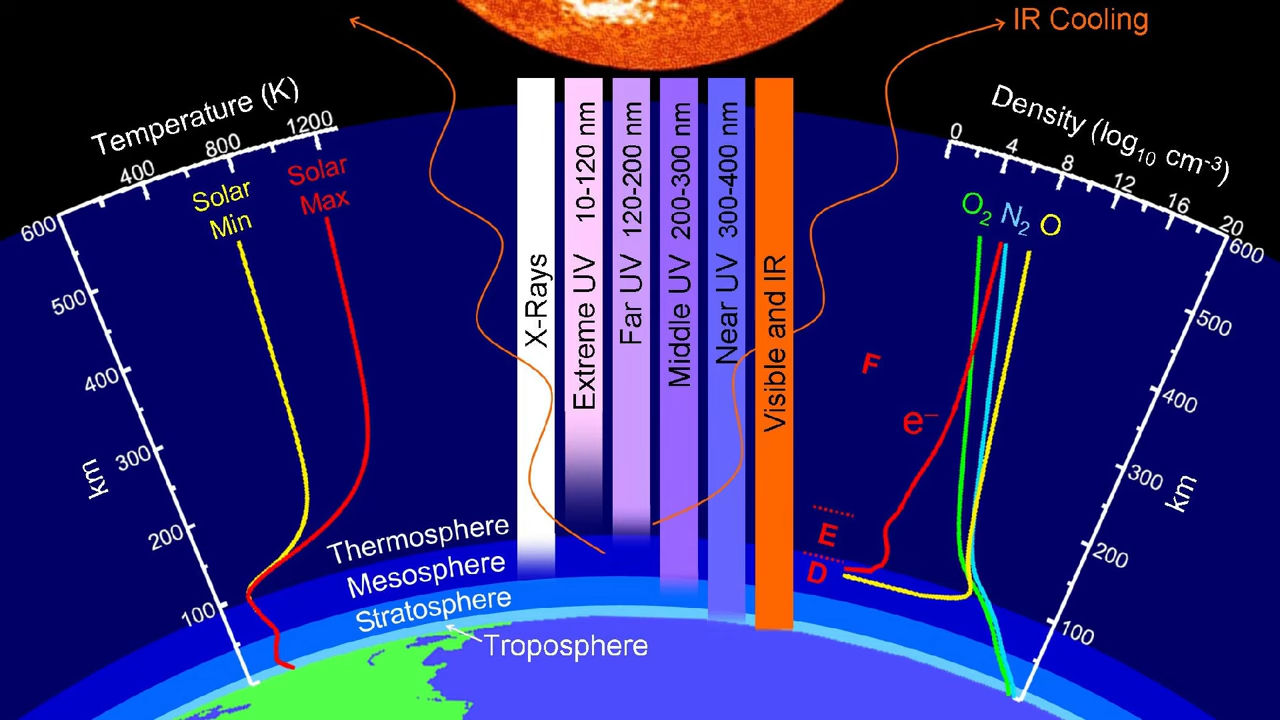 IR Cooling
Temperature (K)
400
800
1200
Solar
Min
Solar
Max
600
500
400
300
200
100
km
X-Rays
Extreme UV 10-120 nm
Far UV 120-200 nm
Middle UV 200-300 nm
Near UV 300-400 nm
Visible and IR
Density (log₁₀ cm⁻³)
0
4
8
12
16
20
O₂
N₂
O
600
500
400
300
200
100
km
F
e⁻
E
D
Thermosphere
Mesosphere
Stratosphere
Troposphere